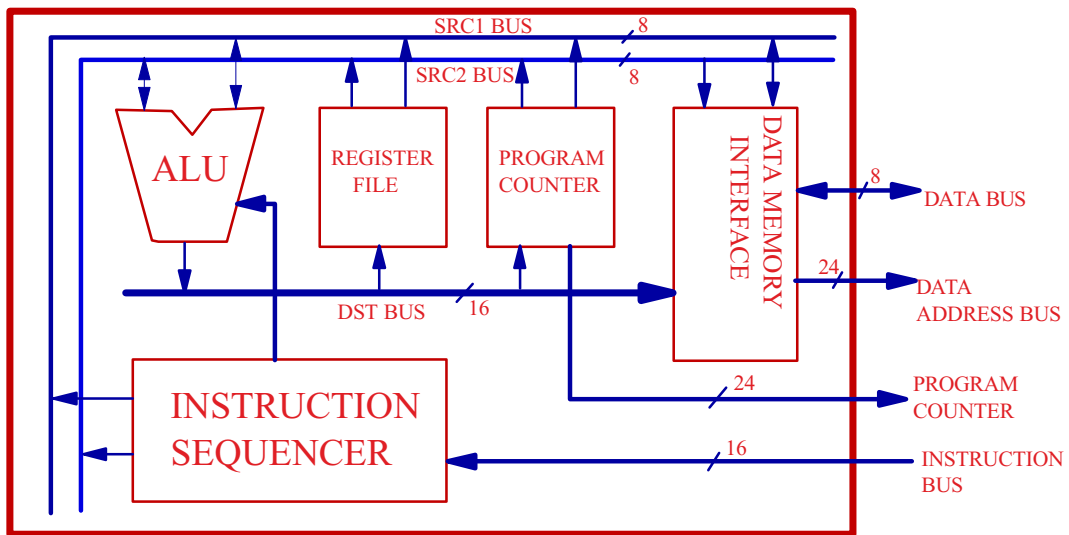 SRC1 BUS
8
SRC2 BUS
8
ALU
REGISTER
FILE
PROGRAM
COUNTER
DATA MEMORY
INTERFACE
8
DATA BUS
24
DATA
ADDRESS BUS
DST BUS
16
24
PROGRAM
COUNTER
INSTRUCTION
SEQUENCER
16
INSTRUCTION
BUS